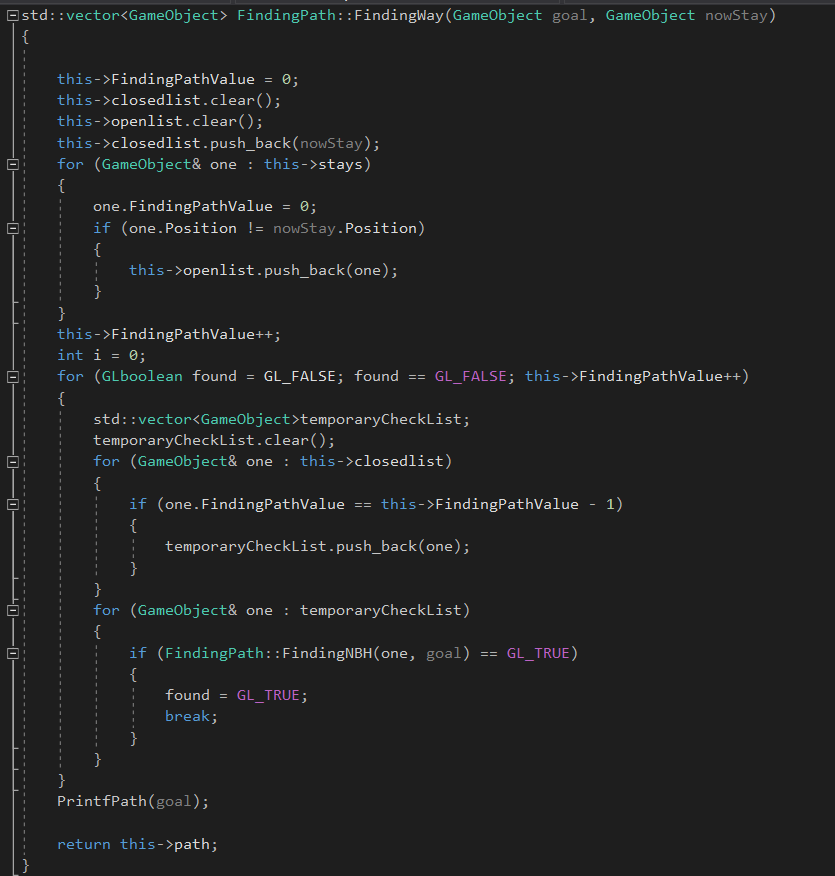 std::vector<GameObject> FindingPath::FindingWay(GameObject goal, GameObject nowStay)
{
this->FindingPathValue = 0;
this->closedlist.clear();
this->openlist.clear();
this->closedlist.push_back(nowStay);
for (GameObject& one : this->stays)
{
one.FindingPathValue = 0;
if (one.Position != nowStay.Position)
{
this->openlist.push_back(one);
}
}
this->FindingPathValue++;
int i = 0;
for (GLboolean found = GL_FALSE; found == GL_FALSE; this->FindingPathValue++)
{
std::vector<GameObject>temporaryCheckList;
temporaryCheckList.clear();
for (GameObject& one : this->closedlist)
{
if (one.FindingPathValue == this->FindingPathValue - 1)
{
temporaryCheckList.push_back(one);
}
}
for (GameObject& one : temporaryCheckList)
{
if (FindingPath::FindingNBH(one, goal) == GL_TRUE)
{
found = GL_TRUE;
break;
}
}
}
PrintfPath(goal);
return this->path;
}